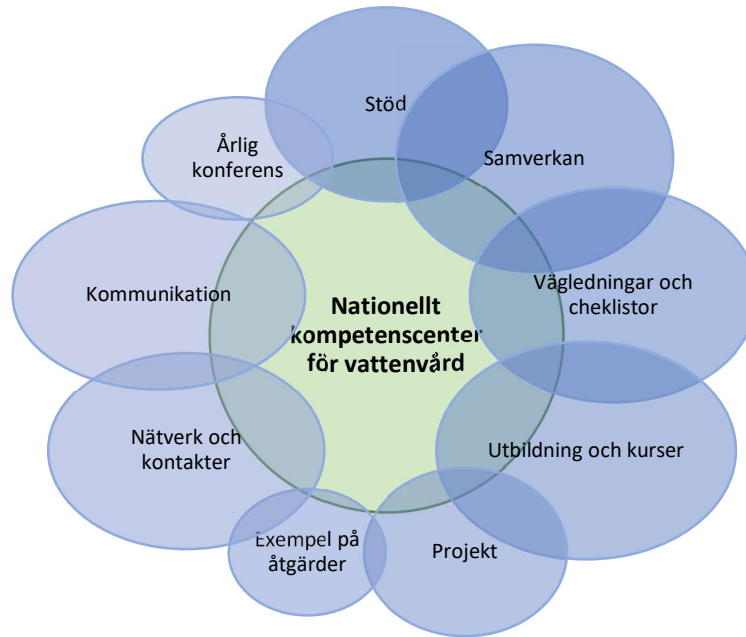 Stöd
Samverkan
Vägledningar och
cheklistor
Utbildning och kurser
Projekt
Exempel på
åtgärder
Nätverk och
kontakter
Kommunikation
Årlig
konferens
Nationellt
kompetenscenter
för vattenvård